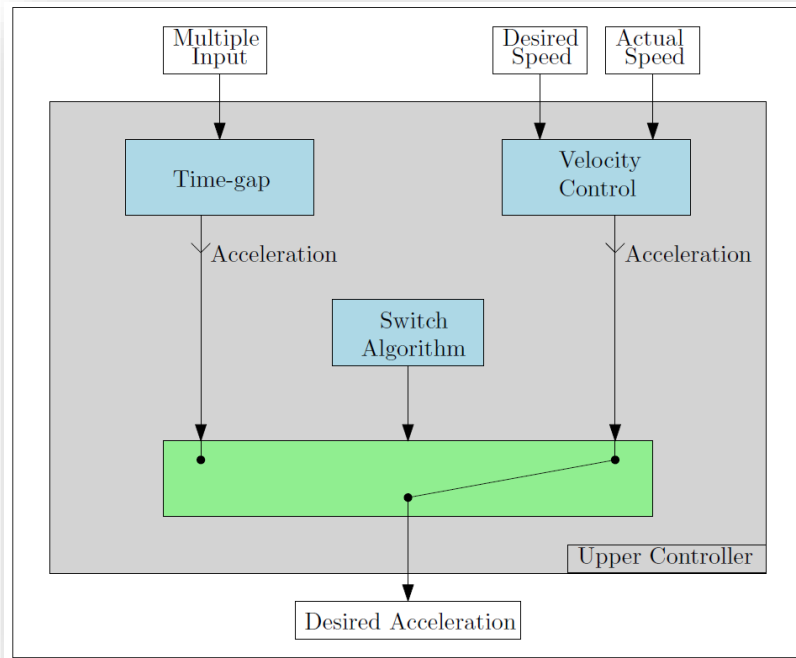 Multiple
Input
Desired
Speed
Actual
Speed
Time-gap
Velocity
Control
Acceleration
Acceleration
Switch
Algorithm
Upper Controller
Desired Acceleration